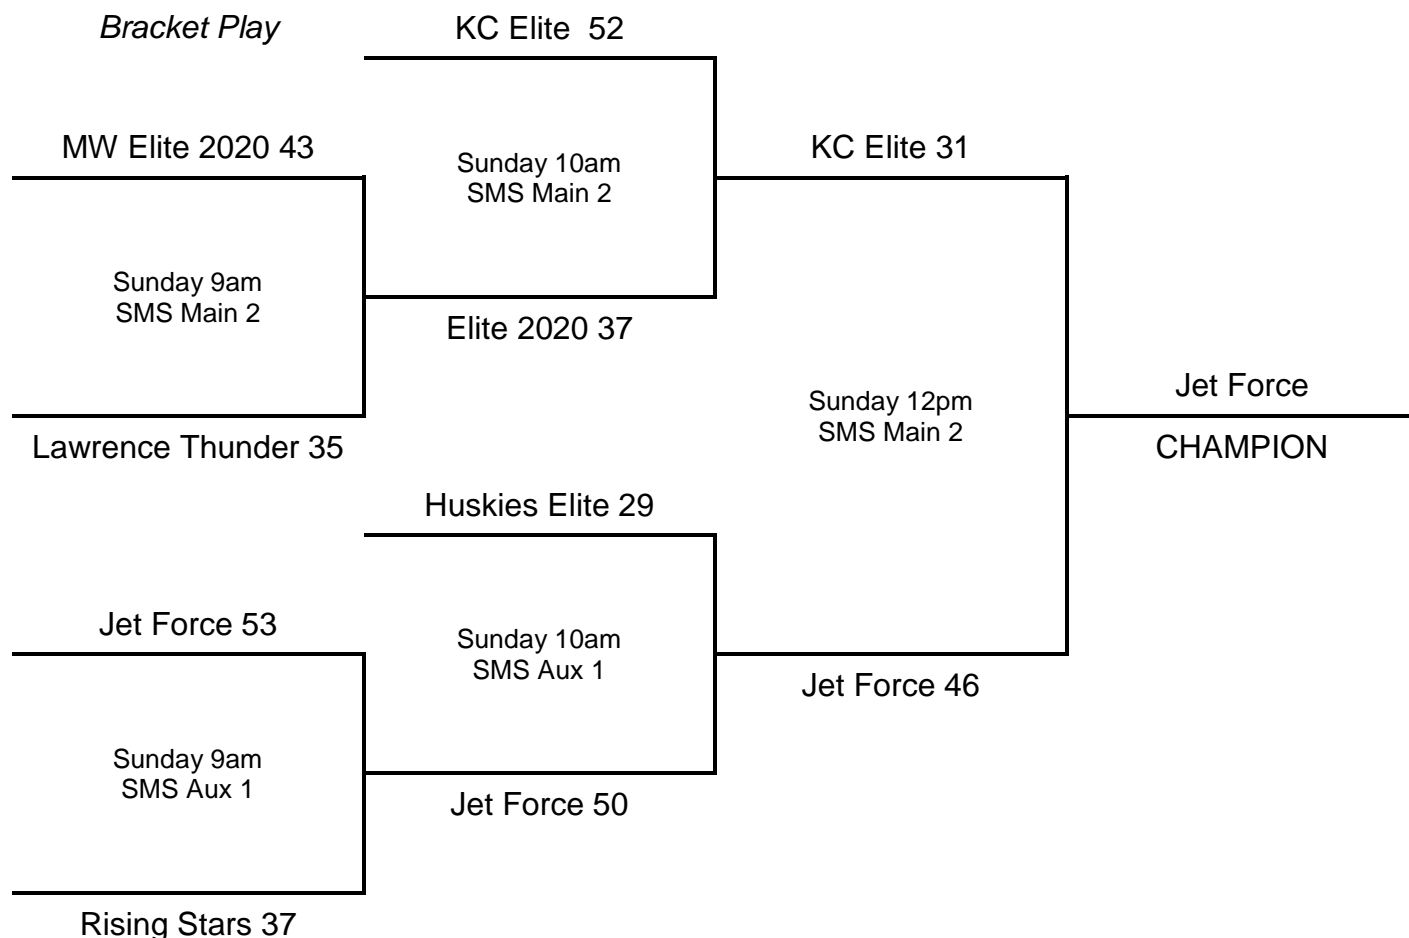 Bracket Play
KC Elite  52
MW Elite 2020 43
Sunday 10am
SMS Main 2
KC Elite 31
Sunday 9am
SMS Main 2
Elite 2020 37
Lawrence Thunder 35
Sunday 12pm
SMS Main 2
Jet Force
CHAMPION
Huskies Elite 29
Jet Force 53
Sunday 10am
SMS Aux 1
Jet Force 46
Sunday 9am
SMS Aux 1
Jet Force 50
Rising Stars 37